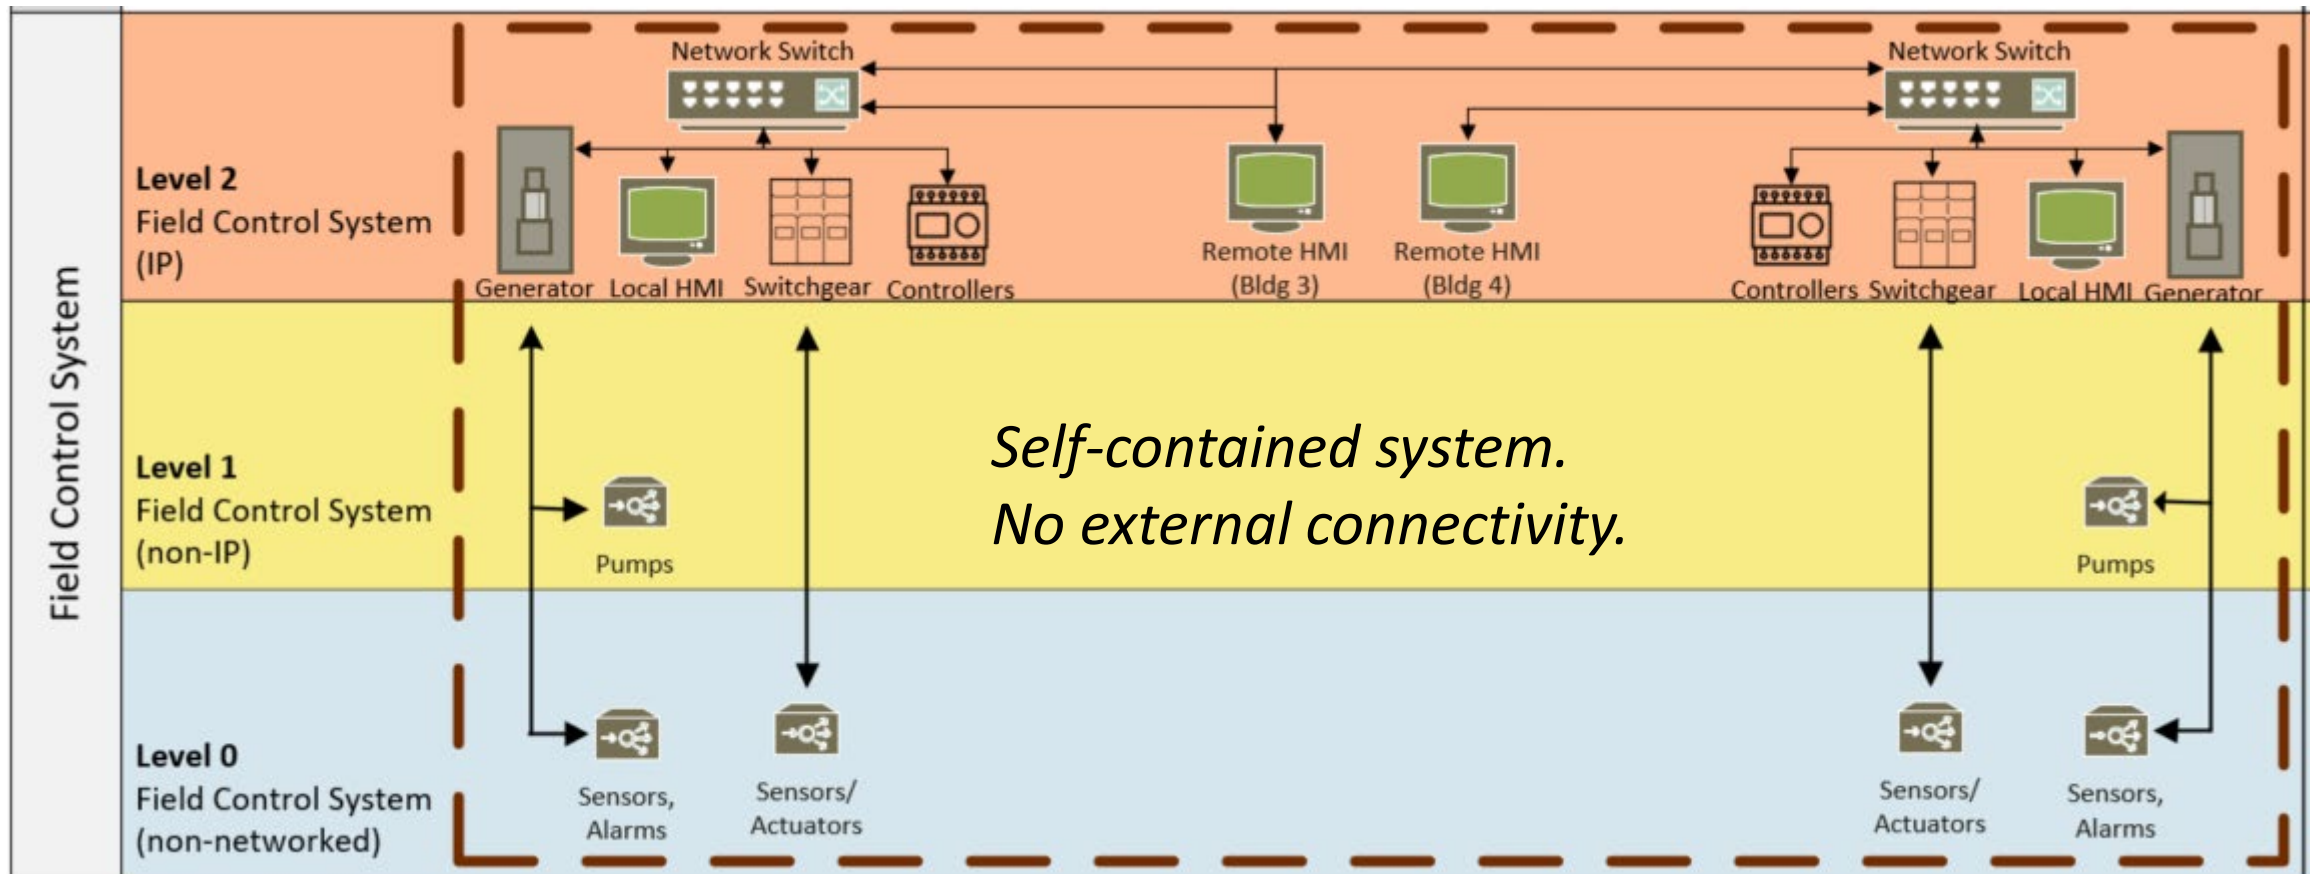 Field Control System
Network Switch
Network Switch
Level 2
Field Control System
(IP)
Generator
Local HMI
Switchgear
Controllers
Remote HMI
(Bldg 3)
Remote HMI
(Bldg 4)
Controllers
Switchgear
Local HMI
Generator
Level 1
Field Control System
(non-IP)
Pumps
Self-contained system.
No external connectivity.
Pumps
Level 0
Field Control System
(non-networked)
Sensors,
Alarms
Sensors/
Actuators
Sensors/
Actuators
Sensors,
Alarms